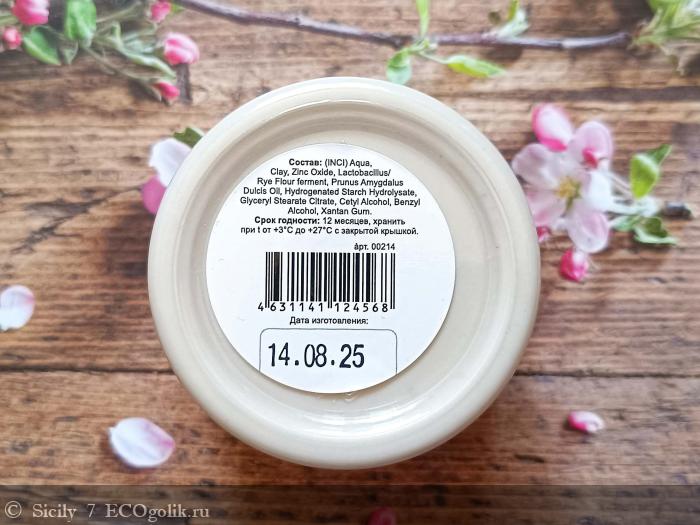 Состав: (INCI) Aqua,
Clay, Zinc Oxide, Lactobacillus/
Rye Flour ferment, Prunus Amygdalus
Dulcis Oil, Hydrogenated Starch Hydrolysate,
Glyceryl Stearate Citrate, Cetyl Alcohol, Benzyl
Alcohol, Xantan Gum.
Срок годности: 12 месяцев, хранить
при t от +3°C до +27°C с закрытой крышкой.
арт. 00214
4 631141 124568
Дата изготовления:
14.08.25
© Sicily 7 ECOgolik.ru